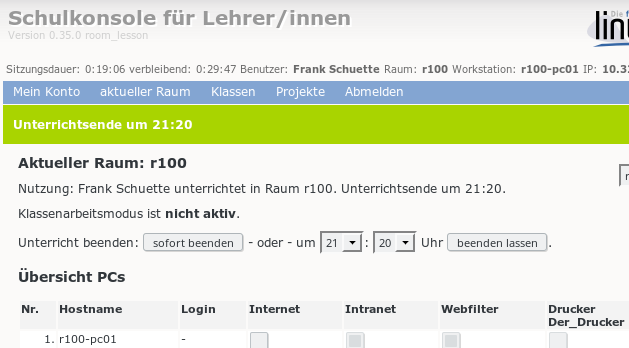 Schulkonsole für Lehrer/innen
Version 0.35.0 room_lesson
Die f
linu
Sitzungsdauer: 0:19:06 verbleibend: 0:29:47 Benutzer: Frank Schuette Raum: r100 Workstation: r100-pc01 IP: 10.3
Mein Konto aktueller Raum Klassen Projekte Abmelden
Unterrichtsende um 21:20
Aktueller Raum: r100
Nutzung: Frank Schuette unterrichtet in Raum r100. Unterrichtsende um 21:20.
Klassenarbeitsmodus ist nicht aktiv.
Unterricht beenden: sofort beenden - oder - um 21 : 20 Uhr beenden lassen.
Übersicht PCs
Nr. Hostname Login Internet Intranet Webfilter Drucker
Der_Drucker
1. r100-pc01 -